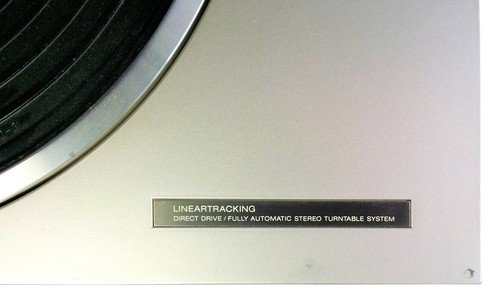 LINEARTRACKING
DIRECT DRIVE / FULLY AUTOMATIC STEREO TURNTABLE SYSTEM